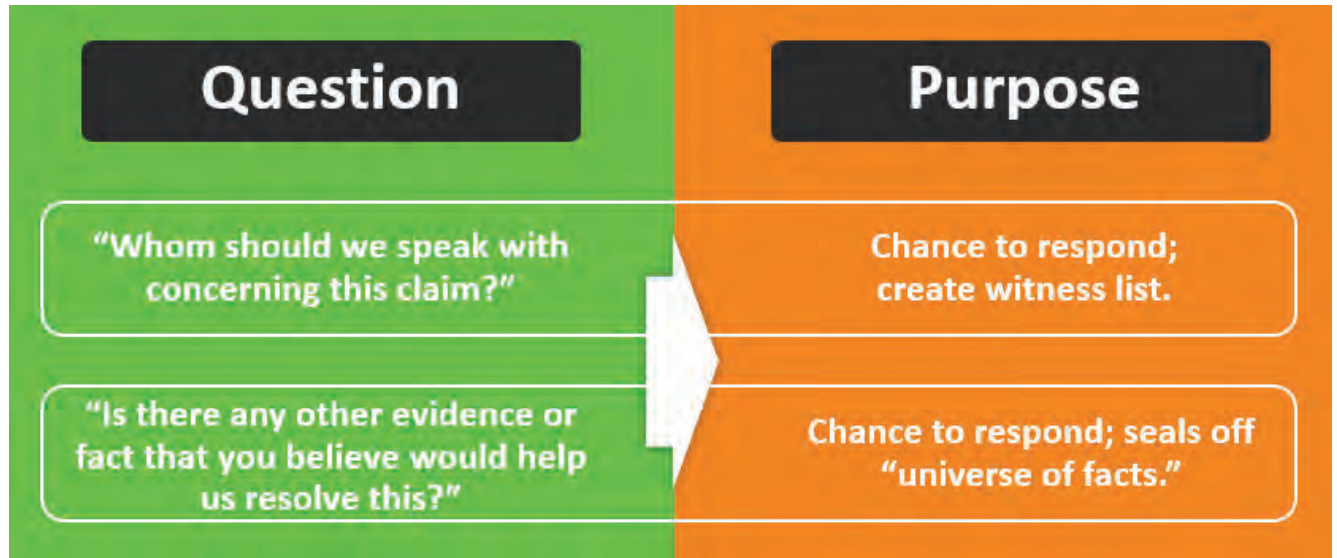 Question
Purpose
“Whom should we speak with
concerning this claim?”
Chance to respond;
create witness list.
“Is there any other evidence or
fact that you believe would help
us resolve this?”
Chance to respond; seals off
“universe of facts.”